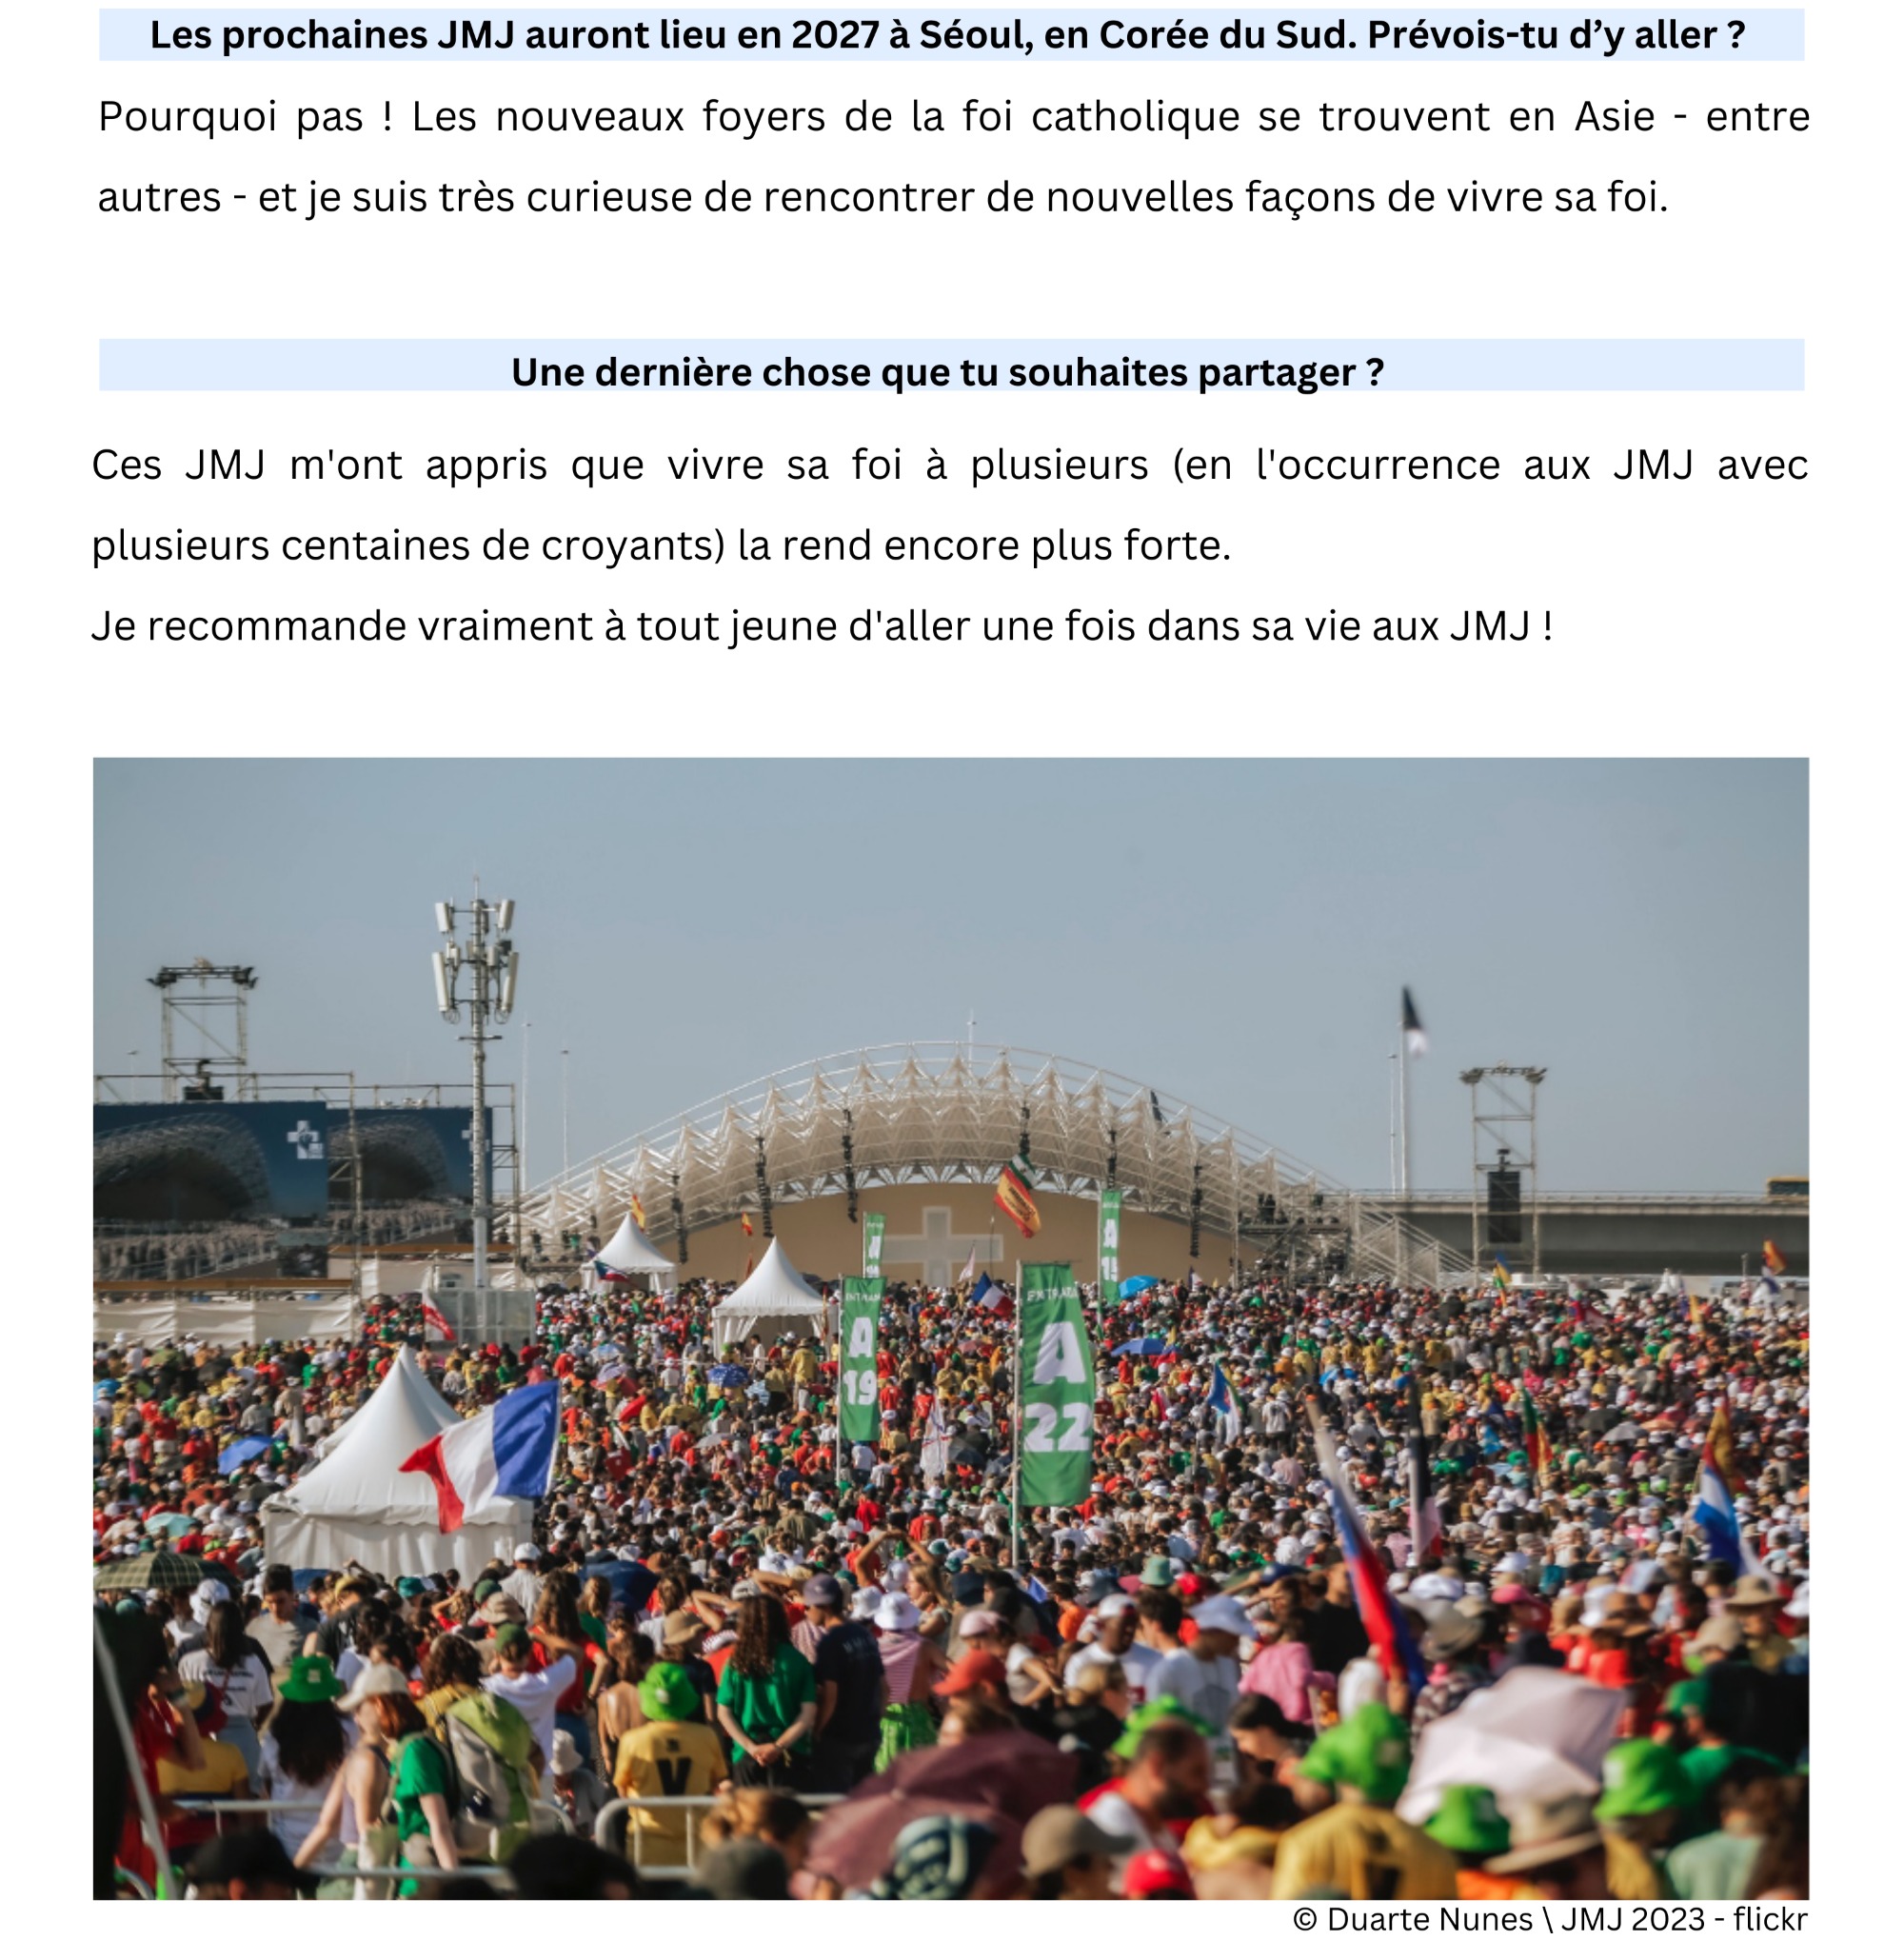 Les prochaines JMJ auront lieu en 2027 à Séoul, en Corée du Sud. Prévois-tu d’y aller ?
Pourquoi pas ! Les nouveaux foyers de la foi catholique se trouvent en Asie - entre
autres - et je suis très curieuse de rencontrer de nouvelles façons de vivre sa foi.
Une dernière chose que tu souhaites partager ?
Ces JMJ m'ont appris que vivre sa foi à plusieurs (en l'occurrence aux JMJ avec
plusieurs centaines de croyants) la rend encore plus forte.
Je recommande vraiment à tout jeune d'aller une fois dans sa vie aux JMJ !
A
19
ENTRADA
A
22
V
© Duarte Nunes \ JMJ 2023 - flickr